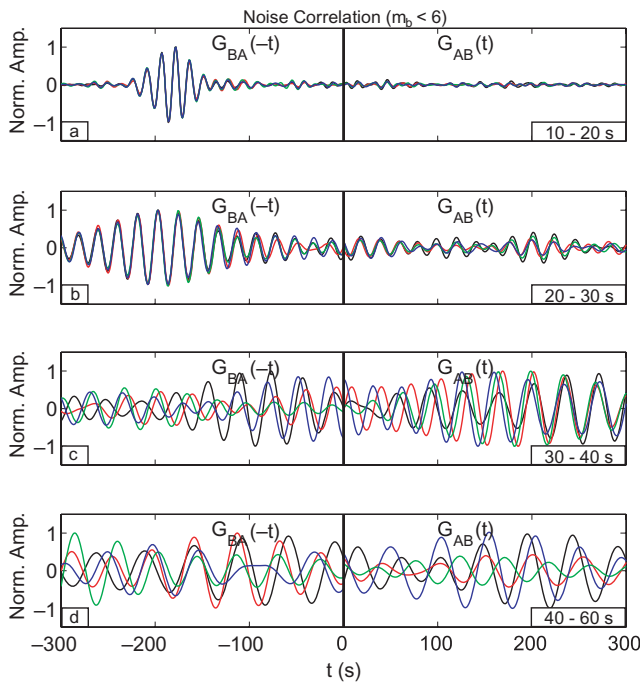 Noise Correlation (m_b < 6)
Norm. Amp.
0
−1
G_BA(−t)
G_AB(t)
a
10 - 20 s
Norm. Amp.
1
0
−1
G_BA(−t)
G_AB(t)
b
20 - 30 s
Norm. Amp.
1
0
−1
G_BA(−t)
G_AB(t)
c
30 - 40 s
Norm. Amp.
1
0
−1
G_BA(−t)
G_AB(t)
d
40 - 60 s
−300 −200 −100 0 100 200 300
t (s)